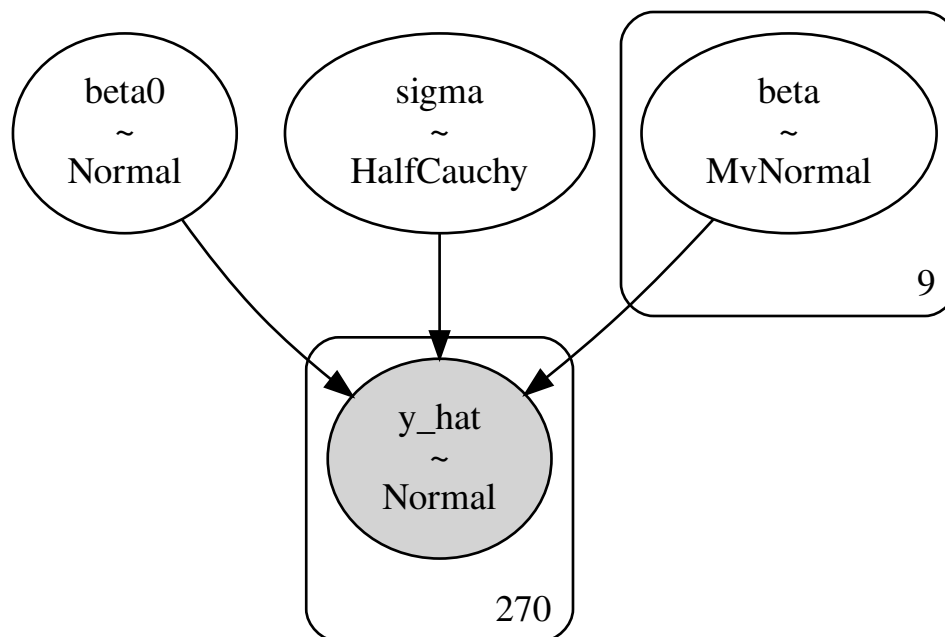 beta0
~
Normal
sigma
~
HalfCauchy
beta
~
MvNormal
9
y_hat
~
Normal
270